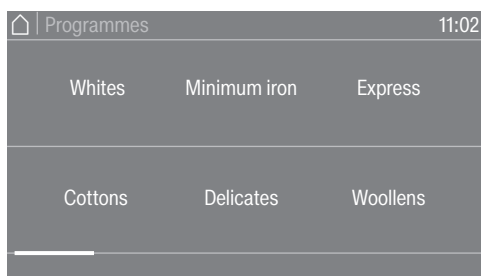 Programmes 11:02
Whites Minimum iron Express
Cottons Delicates Woollens